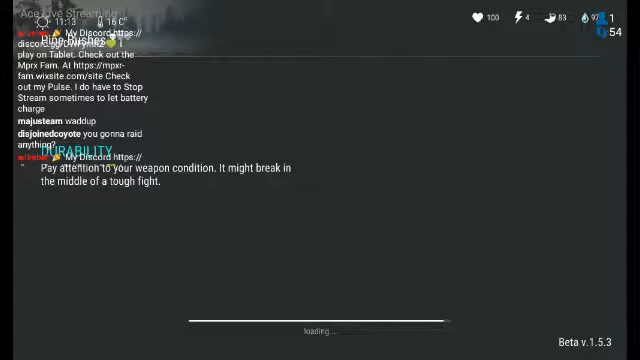 Ace Live Streaming
11:13 16 C°
100 4 83 97 1
54
Pine Bushes
My Discord https://
play on Tablet. Check out the
Mprx Fam. At https://mpxr-
fam.wixsite.com/site Check
out my Pulse. I do have to Stop
Stream sometimes to let battery
charge
majusteam waddup
disjoinedcoyote you gonna raid
anything?
DURABILITY
My Discord https://
Pay attention to your weapon condition. It might break in
the middle of a tough fight.
loading...
Beta v.1.5.3